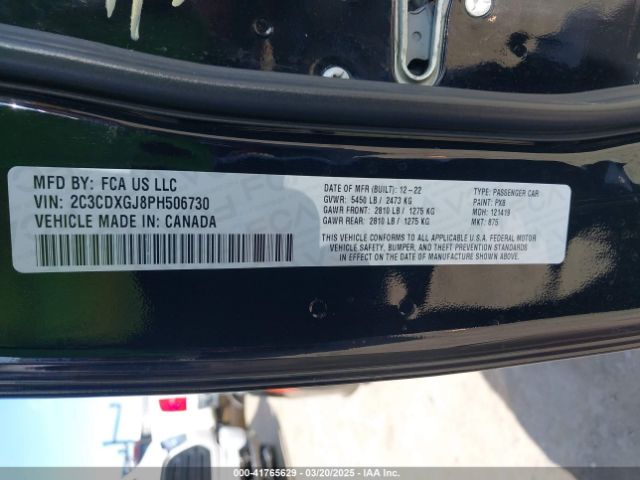 MFD BY: FCA US LLC
VIN: 2C3CDXGJ8PH506730
VEHICLE MADE IN: CANADA
DATE OF MFR (BUILT): 12-22
GVWR: 5450 LB / 2473 KG
GAWR FRONT: 2810 LB / 1275 KG
GAWR REAR: 2810 LB / 1275 KG
TYPE: PASSENGER CAR
PAINT: PX8
MDH: 121419
MKT: 875
THIS VEHICLE CONFORMS TO ALL APPLICABLE U.S.A. FEDERAL MOTOR
VEHICLE SAFETY, BUMPER, AND THEFT PREVENTION STANDARDS
IN EFFECT ON THE DATE OF MANUFACTURE SHOWN ABOVE.
000-41765629 - 03/20/2025 - IAAI.com